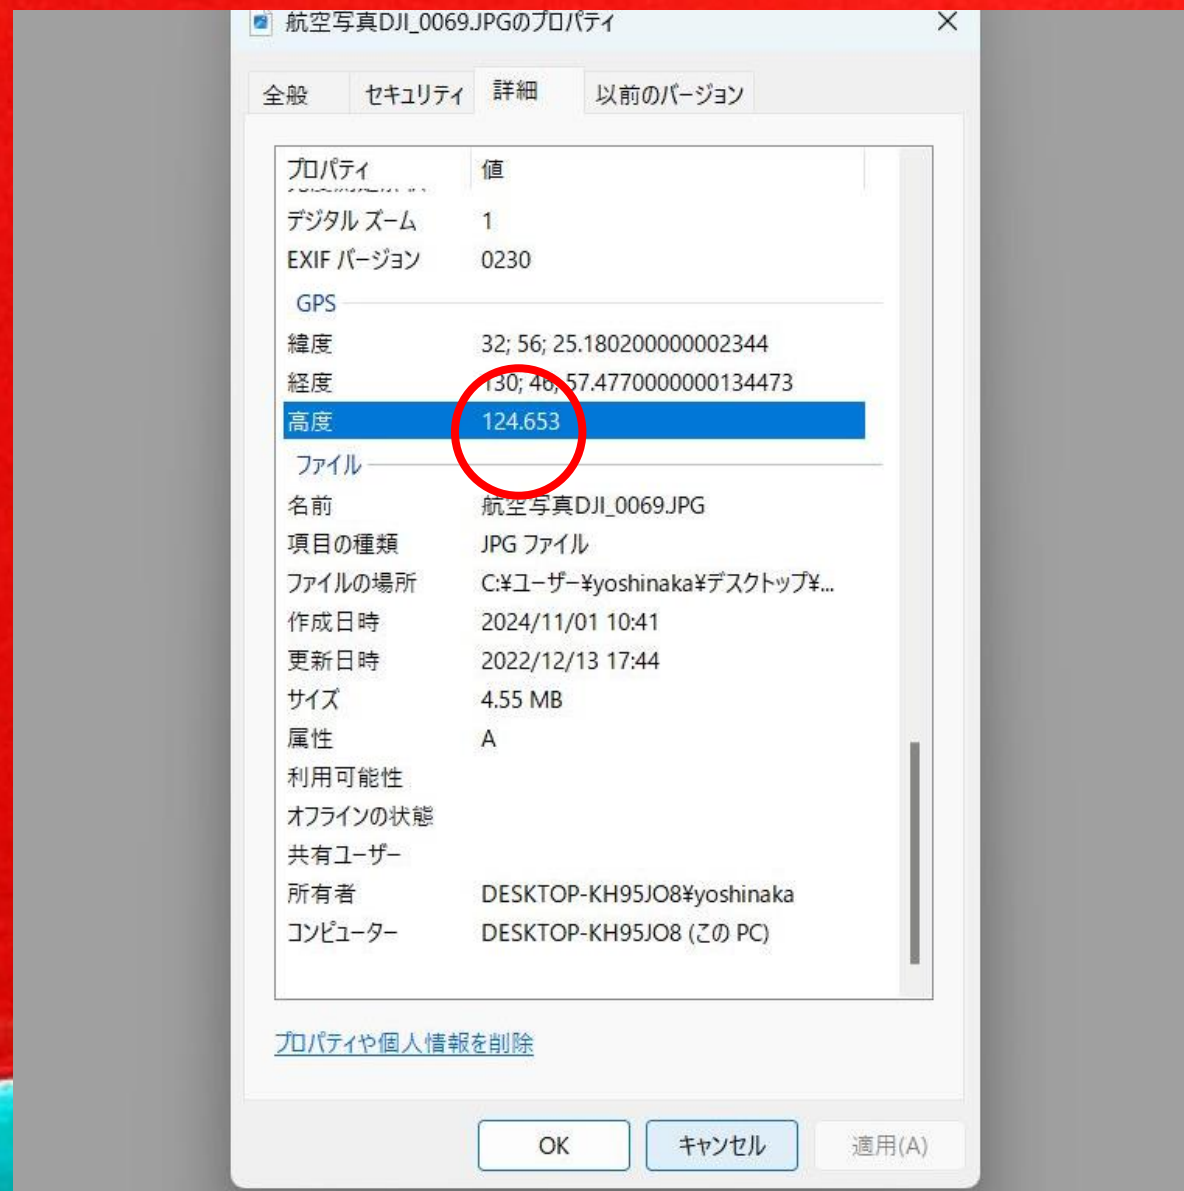 航空写真DJI_0069.JPGのプロパティ
全般 セキュリティ 詳細 以前のバージョン
プロパティ 値
デジタル ズーム 1
EXIF バージョン 0230
GPS
緯度 32; 56; 25.180200000002344
経度 130; 46; 57.4770000000134473
高度 124.653
ファイル
名前 航空写真DJI_0069.JPG
項目の種類 JPG ファイル
ファイルの場所 C:¥ユーザー¥yoshinaka¥デスクトップ¥...
作成日時 2024/11/01 10:41
更新日時 2022/12/13 17:44
サイズ 4.55 MB
属性 A
利用可能性
オフラインの状態
共有ユーザー
所有者 DESKTOP-KH95JO8¥yoshinaka
コンピューター DESKTOP-KH95JO8 (この PC)
プロパティや個人情報を削除
OK キャンセル 適用(A)